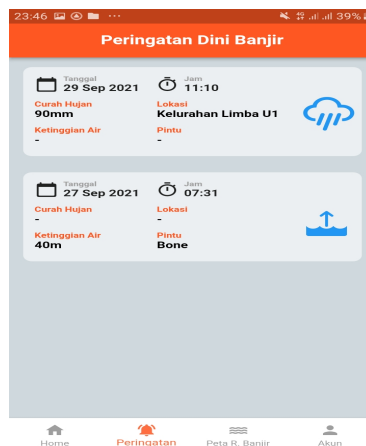 23:46 ... 39%
Peringatan Dini Banjir
Tanggal Jam
29 Sep 2021 11:10
Curah Hujan Lokasi
90mm Kelurahan Limba U1
Ketinggian Air Pintu
- -
Tanggal Jam
27 Sep 2021 07:31
Curah Hujan Lokasi
- -
Ketinggian Air Pintu
40m Bone
Home Peringatan Peta R. Banjir Akun